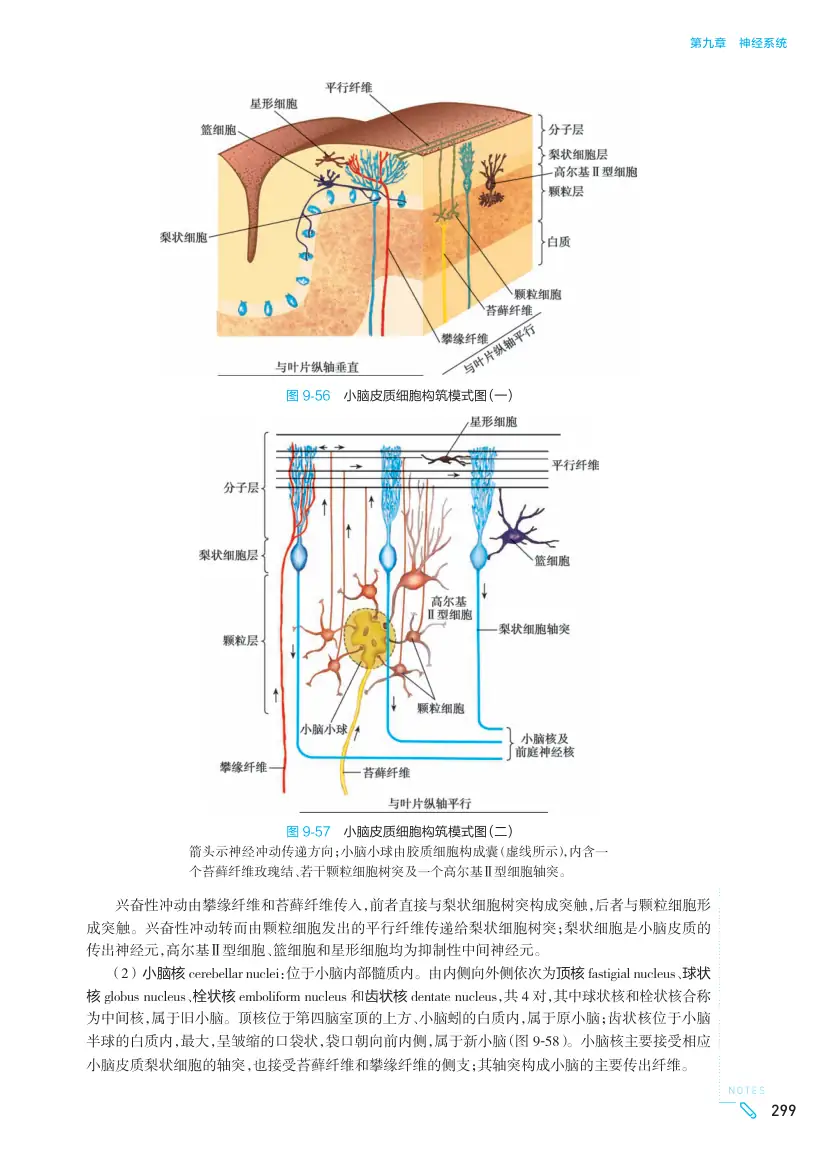 第九章 神经系统
平行纤维
星形细胞
篮细胞
分子层
梨状细胞层
高尔基Ⅱ型细胞
颗粒层
梨状细胞
白质
颗粒细胞
苔藓纤维
攀缘纤维
与叶片纵轴垂直
与叶片纵轴平行
图 9-56 小脑皮质细胞构筑模式图(一)
星形细胞
平行纤维
分子层
梨状细胞层
篮细胞
高尔基
Ⅱ型细胞
梨状细胞轴突
颗粒层
颗粒细胞
小脑小球
小脑核及
前庭神经核
攀缘纤维
苔藓纤维
与叶片纵轴平行
图 9-57 小脑皮质细胞构筑模式图(二)
箭头示神经冲动传递方向;小脑小球由胶质细胞构成囊(虚线所示),内含一
个苔藓纤维玫瑰结、若干颗粒细胞树突及一个高尔基Ⅱ型细胞轴突。
兴奋性冲动由攀缘纤维和苔藓纤维传入,前者直接与梨状细胞树突构成突触,后者与颗粒细胞形
成突触。兴奋性冲动转而由颗粒细胞发出的平行纤维传递给梨状细胞树突;梨状细胞是小脑皮质的
传出神经元,高尔基Ⅱ型细胞、篮细胞和星形细胞均为抑制性中间神经元。
(2)小脑核 cerebellar nuclei:位于小脑内部髓质内。由内侧向外侧依次为顶核 fastigial nucleus、球状
核 globus nucleus、栓状核 emboliform nucleus 和齿状核 dentate nucleus,共 4 对,其中球状核和栓状核合称
为中间核,属于旧小脑。顶核位于第四脑室顶的上方、小脑蚓的白质内,属于原小脑;齿状核位于小脑
半球的白质内,最大,呈皱缩的口袋状,袋口朝向前内侧,属于新小脑(图 9-58)。小脑核主要接受相应
小脑皮质梨状细胞的轴突,也接受苔藓纤维和攀缘纤维的侧支;其轴突构成小脑的主要传出纤维。
NOTES
299